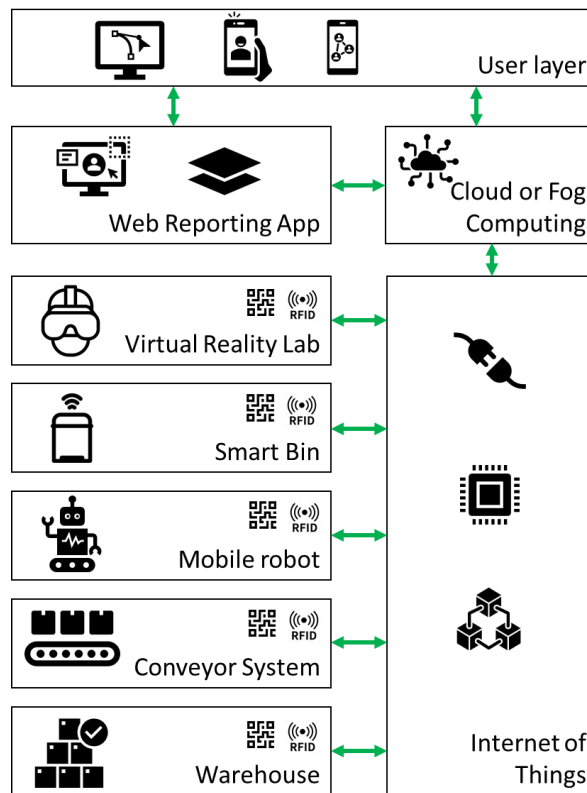 User layer
Web Reporting App
Cloud or Fog
Computing
RFID
Virtual Reality Lab
RFID
Smart Bin
RFID
Mobile robot
RFID
Conveyor System
RFID
Warehouse
Internet of
Things